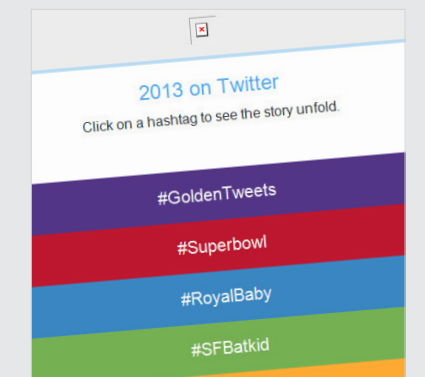 2013 on Twitter
Click on a hashtag to see the story unfold.
#GoldenTweets
#Superbowl
#RoyalBaby
#SFBatkid